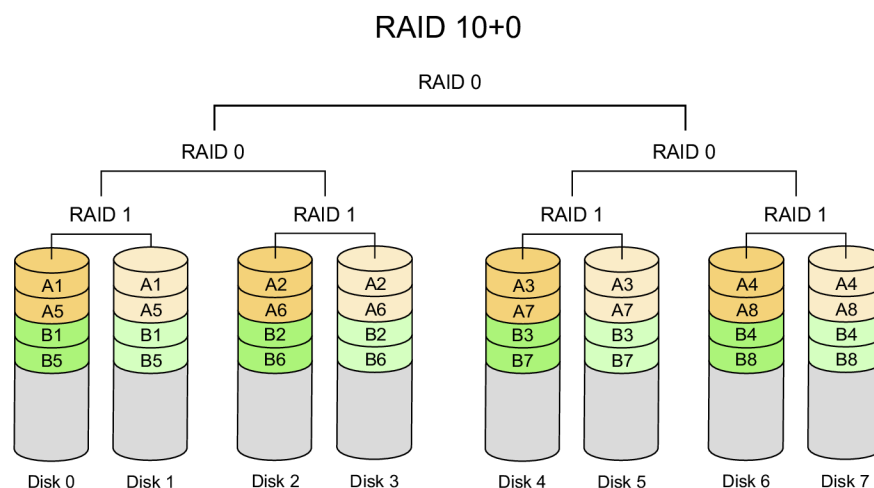 RAID 10+0
RAID 0
RAID 0 RAID 0
RAID 1 RAID 1 RAID 1 RAID 1
A1 A1 A2 A2 A3 A3 A4 A4
A5 A5 A6 A6 A7 A7 A8 A8
B1 B1 B2 B2 B3 B3 B4 B4
B5 B5 B6 B6 B7 B7 B8 B8
Disk 0 Disk 1 Disk 2 Disk 3 Disk 4 Disk 5 Disk 6 Disk 7